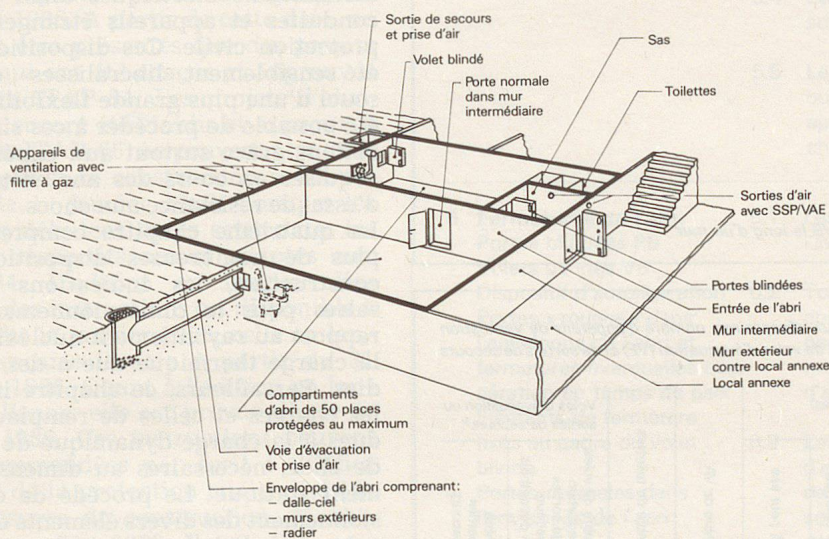 Sortie de secours
et prise d'air
Volet blindé
Porte normale
dans mur
intermédiaire
Sas
Toilettes
Appareils de
ventilation avec
filtre à gaz
Sorties d'air
avec SSP/VAE
Portes blindées
Entrée de l'abri
Mur intermédiaire
Mur extérieur
contre local annexe
Local annexe
Compartiments
d'abri de 50 places
protégées au maximum
Voie d'évacuation
et prise d'air
Enveloppe de l'abri comprenant:
– dalle-ciel
– murs extérieurs
– radier